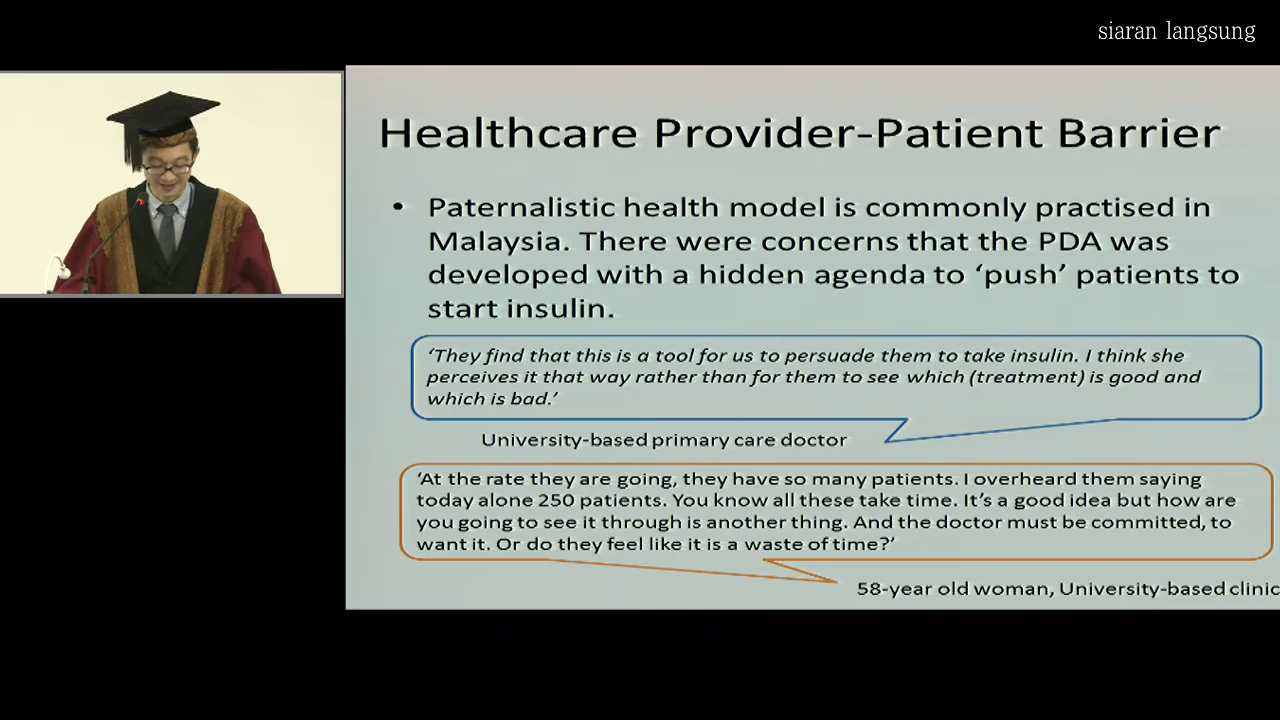 siaran langsung
Healthcare Provider-Patient Barrier
• Paternalistic health model is commonly practised in
Malaysia. There were concerns that the PDA was
developed with a hidden agenda to ‘push’ patients to
start insulin.
‘They find that this is a tool for us to persuade them to take insulin. I think she
perceives it that way rather than for them to see which (treatment) is good and
which is bad.’
University-based primary care doctor
‘At the rate they are going, they have so many patients. I overheard them saying
today alone 250 patients. You know all these take time. It’s a good idea but how are
you going to see it through is another thing. And the doctor must be committed, to
want it. Or do they feel like it is a waste of time?’
58-year old woman, University-based clinic